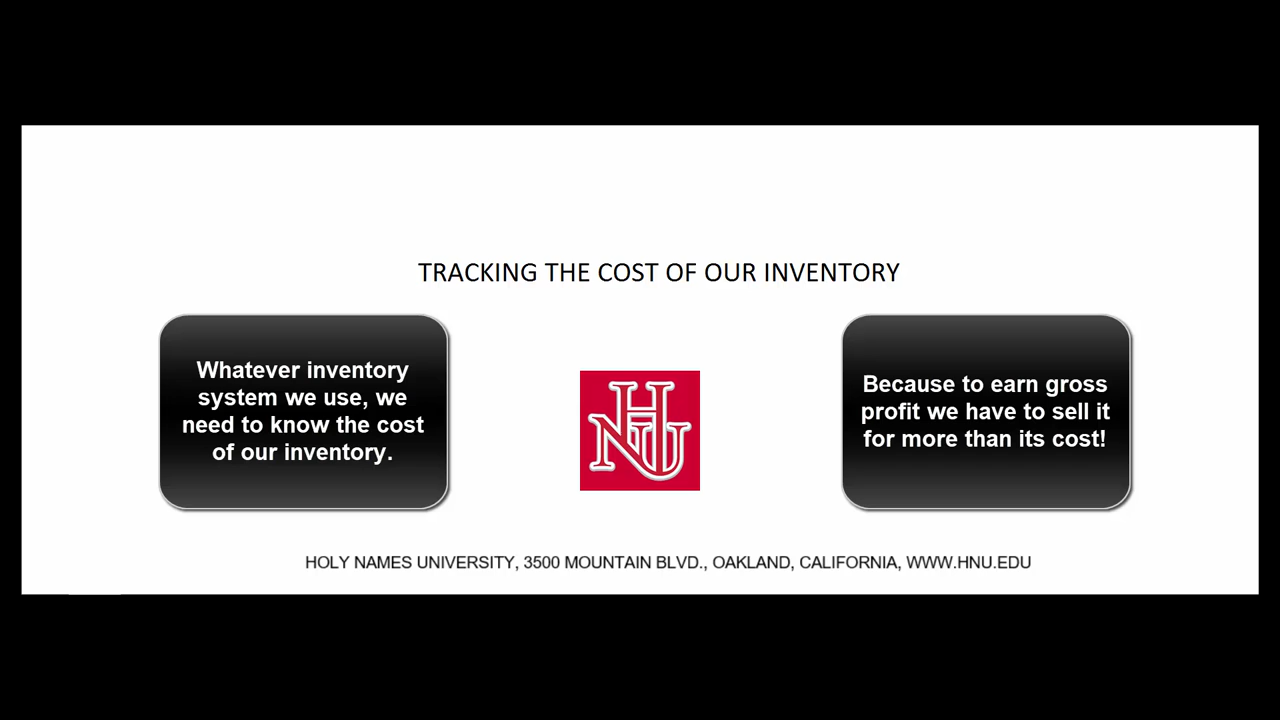 TRACKING THE COST OF OUR INVENTORY
Whatever inventory
system we use, we
need to know the cost
of our inventory.
HNU
Because to earn gross
profit we have to sell it
for more than its cost!
HOLY NAMES UNIVERSITY, 3500 MOUNTAIN BLVD., OAKLAND, CALIFORNIA, WWW.HNU.EDU